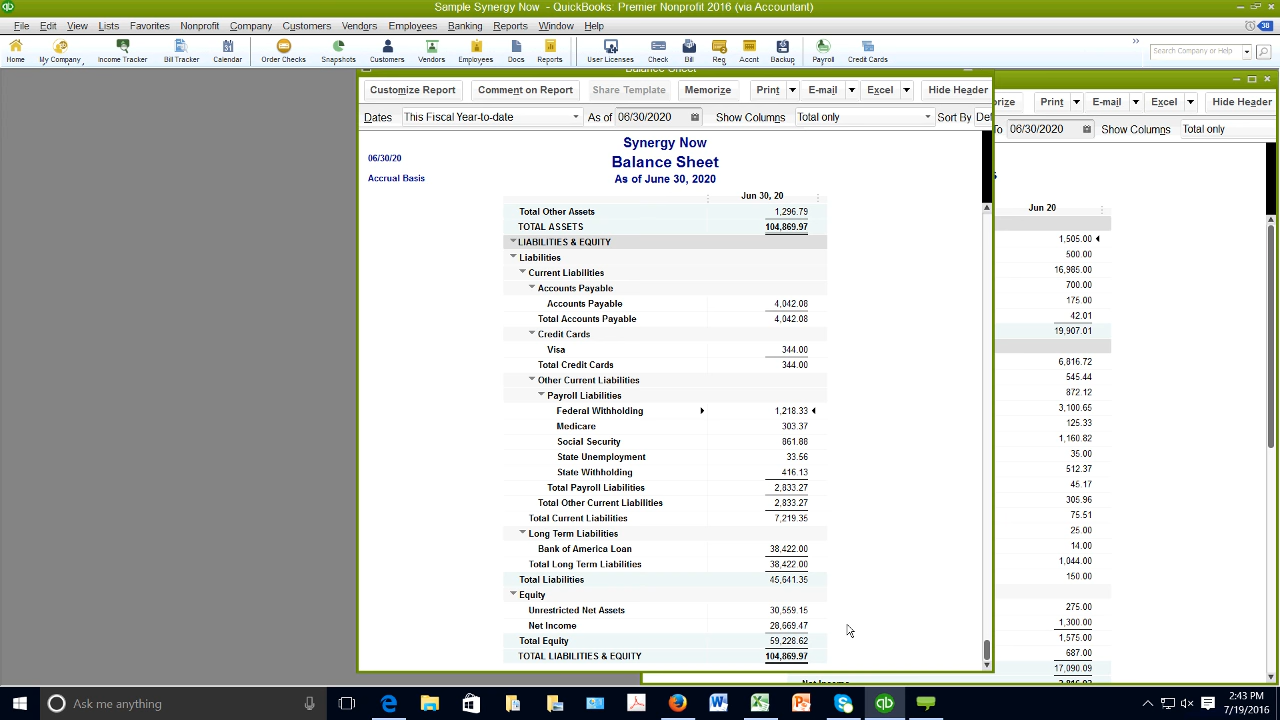 Sample Synergy Now - QuickBooks: Premier Nonprofit 2016 (via Accountant)
File Edit View Lists Favorites Nonprofit Company Customers Vendors Employees Banking Reports Window Help 38
Home My Company Income Tracker Bill Tracker Calendar Order Checks Snapshots Customers Vendors Employees Docs Reports User Licenses Check Bill Reg Accnt Backup Payroll Credit Cards Search Company or Help
Balance Sheet
Customize Report Comment on Report Share Template Memorize Print E-mail Excel Hide Header
Dates This Fiscal Year-to-date As of 06/30/2020 Show Columns Total only Sort By Def
Synergy Now
06/30/20 Balance Sheet
Accrual Basis As of June 30, 2020
Jun 30, 20
Total Other Assets 1,296.79
TOTAL ASSETS 104,869.97
LIABILITIES & EQUITY
Liabilities
Current Liabilities
Accounts Payable
Accounts Payable 4,042.08
Total Accounts Payable 4,042.08
Credit Cards
Visa 344.00
Total Credit Cards 344.00
Other Current Liabilities
Payroll Liabilities
Federal Withholding 1,218.33
Medicare 303.37
Social Security 861.88
State Unemployment 33.56
State Withholding 416.13
Total Payroll Liabilities 2,833.27
Total Other Current Liabilities 2,833.27
Total Current Liabilities 7,219.35
Long Term Liabilities
Bank of America Loan 38,422.00
Total Long Term Liabilities 38,422.00
Total Liabilities 45,641.35
Equity
Unrestricted Net Assets 30,559.15
Net Income 28,669.47
Total Equity 59,228.62
TOTAL LIABILITIES & EQUITY 104,869.97
rize Print E-mail Excel Hide Header
To 06/30/2020 Show Columns Total only
Jun 20
1,505.00
500.00
16,985.00
700.00
175.00
42.01
19,907.01
6,816.72
545.44
872.12
3,100.65
125.33
1,160.82
35.00
512.37
45.17
305.96
75.51
25.00
14.00
1,044.00
150.00
275.00
1,300.00
1,575.00
687.00
17,090.09
Net Income
Ask me anything
2:43 PM
7/19/2016